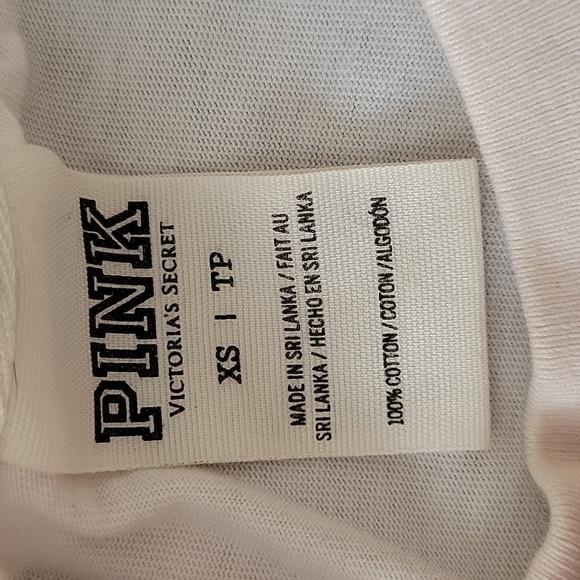 PINK
VICTORIA'S SECRET
XS | TP
MADE IN SRI LANKA / FAIT AU
SRI LANKA / HECHO EN SRI LANKA
100% COTTON / COTON / ALGODÓN